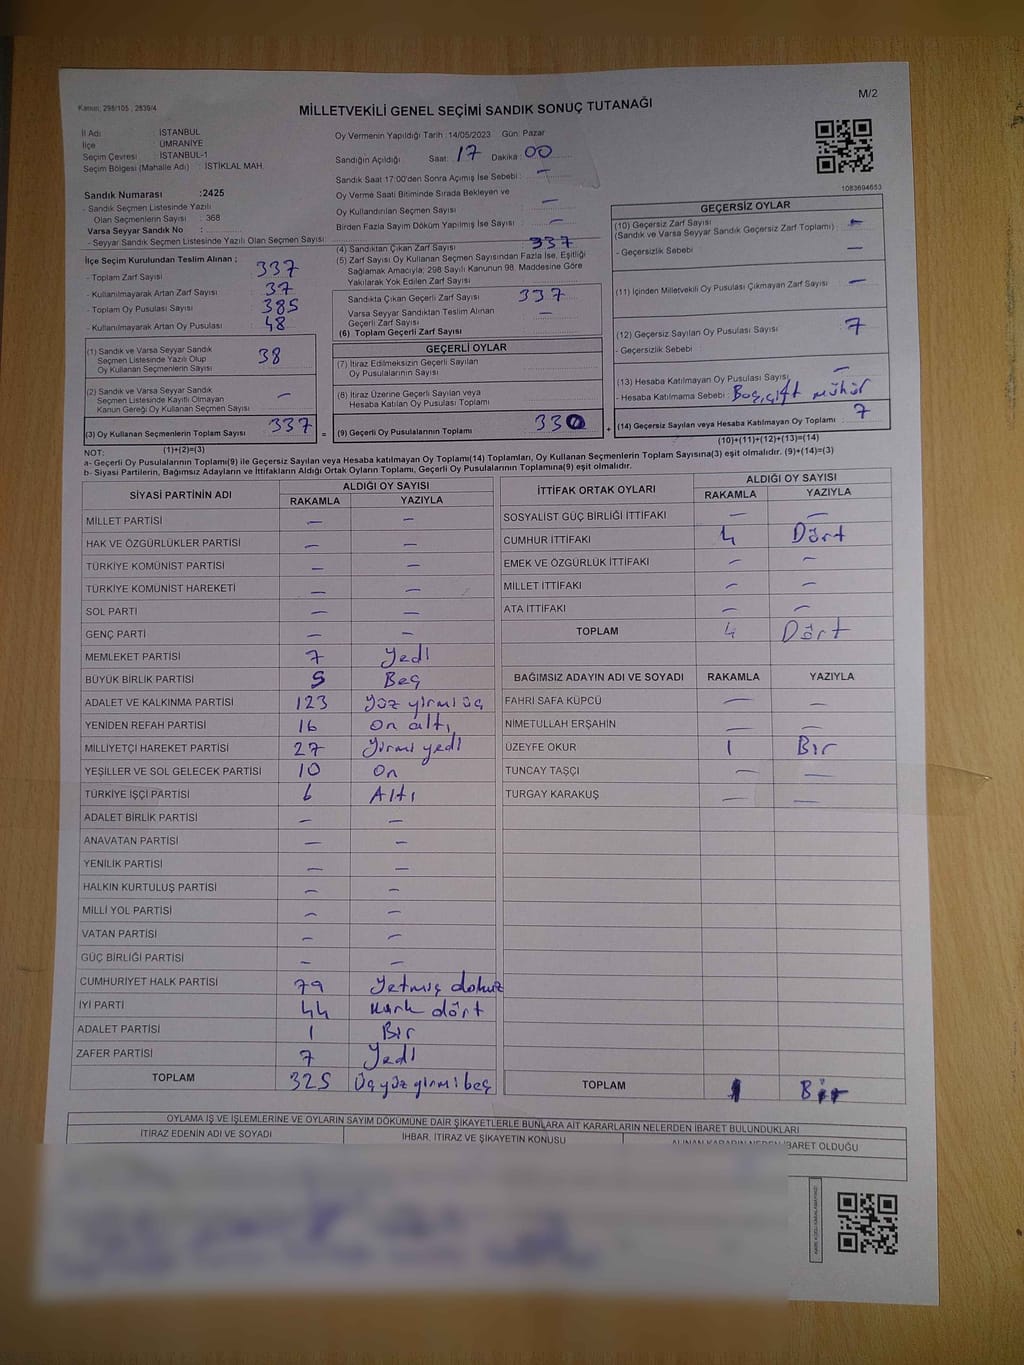 Kanun; 298/105 , 2839/4
MİLLETVEKİLİ GENEL SEÇİMİ SANDIK SONUÇ TUTANAĞI
M/2
İl Adı İSTANBUL
İlçe ÜMRANİYE
Seçim Çevresi : İSTANBUL-1
Seçim Bölgesi (Mahalle Adı) : İSTİKLAL MAH.
Sandık Numarası :2425
- Sandık Seçmen Listesinde Yazılı
Olan Seçmenlerin Sayısı : 368
Varsa Seyyar Sandık No :
- Seyyar Sandık Seçmen Listesinde Yazılı Olan Seçmen Sayısı
İlçe Seçim Kurulundan Teslim Alınan ;
- Toplam Zarf Sayısı 337
- Kullanılmayarak Artan Zarf Sayısı 37
- Toplam Oy Pusulası Sayısı 385
- Kullanılmayarak Artan Oy Pusulası 48
(1) Sandık ve Varsa Seyyar Sandık
Seçmen Listesinde Yazılı Olup
Oy Kullanan Seçmenlerin Sayısı 38
(2) Sandık ve Varsa Seyyar Sandık
Seçmen Listesine Kayıtlı Olmayan
Kanun Gereği Oy Kullanan Seçmen Sayısı —
(3) Oy Kullanan Seçmenlerin Toplam Sayısı 337
Oy Vermenin Yapıldığı Tarih : 14/05/2023 Gün Pazar
Sandığın Açıldığı Saat: 17 Dakika 00
Sandık Saat 17:00'den Sonra Açımış İse Sebebi : —
Oy Verme Saati Bitiminde Sırada Bekleyen ve
Oy Kullandırılan Seçmen Sayısı —
Birden Fazla Sayım Döküm Yapılmış İse Sayısı : —
(4) Sandıktan Çıkan Zarf Sayısı 337
(5) Zarf Sayısı Oy Kullanan Seçmen Sayısından Fazla İse, Eşitliği
Sağlamak Amacıyla; 298 Sayılı Kanunun 98. Maddesine Göre
Yakılarak Yok Edilen Zarf Sayısı
Sandıkta Çıkan Geçerli Zarf Sayısı 337
Varsa Seyyar Sandıktan Teslim Alınan
Geçerli Zarf Sayısı —
(6) Toplam Geçerli Zarf Sayısı
GEÇERLİ OYLAR
(7) İtiraz Edilmeksizin Geçerli Sayılan
Oy Pusulalarının Sayısı
(8) İtiraz Üzerine Geçerli Sayılan veya
Hesaba Katılan Oy Pusulası Toplamı
= (9) Geçerli Oy Pusulalarının Toplamı 330
1083694653
GEÇERSİZ OYLAR
(10) Geçersiz Zarf Sayısı —
(Sandık ve Varsa Seyyar Sandık Geçersiz Zarf Toplamı) :
- Geçersizlik Sebebi —
(11) İçinden Milletvekili Oy Pusulası Çıkmayan Zarf Sayısı —
(12) Geçersiz Sayılan Oy Pusulası Sayısı 7
- Geçersizlik Sebebi
(13) Hesaba Katılmayan Oy Pusulası Sayısı —
- Hesaba Katılmama Sebebi : Boş, çift mühür
+ (14) Geçersiz Sayılan veya Hesaba Katılmayan Oy Toplamı 7
NOT: (1)+(2)=(3) (10)+(11)+(12)+(13)=(14)
a- Geçerli Oy Pusulalarının Toplamı(9) ile Geçersiz Sayılan veya Hesaba Katılmayan Oy Toplamı(14) Toplamları, Oy Kullanan Seçmenlerin Toplam Sayısına(3) eşit olmalıdır. (9)+(14)=(3)
b- Siyasi Partilerin, Bağımsız Adayların ve İttifakların Aldığı Ortak Oyların Toplamı, Geçerli Oy Pusulalarının Toplamına(9) eşit olmalıdır.
SİYASİ PARTİNİN ADI ALDIĞI OY SAYISI
RAKAMLA YAZIYLA
MİLLET PARTİSİ — —
HAK VE ÖZGÜRLÜKLER PARTİSİ — —
TÜRKİYE KOMÜNİST PARTİSİ — —
TÜRKİYE KOMÜNİST HAREKETİ — —
SOL PARTİ — —
GENÇ PARTİ — —
MEMLEKET PARTİSİ 7 Yedi
BÜYÜK BİRLİK PARTİSİ 5 Beş
ADALET VE KALKINMA PARTİSİ 123 Yüz yirmi üç
YENİDEN REFAH PARTİSİ 16 On altı
MİLLİYETÇİ HAREKET PARTİSİ 27 Yirmi yedi
YEŞİLLER VE SOL GELECEK PARTİSİ 10 On
TÜRKİYE İŞÇİ PARTİSİ 6 Altı
ADALET BİRLİK PARTİSİ — —
ANAVATAN PARTİSİ — —
YENİLİK PARTİSİ — —
HALKIN KURTULUŞ PARTİSİ — —
MİLLİ YOL PARTİSİ — —
VATAN PARTİSİ — —
GÜÇ BİRLİĞİ PARTİSİ — —
CUMHURİYET HALK PARTİSİ 79 Yetmiş dokuz
İYİ PARTİ 44 Kırk dört
ADALET PARTİSİ 1 Bir
ZAFER PARTİSİ 7 Yedi
TOPLAM 325 Üç yüz yirmi beş
İTTİFAK ORTAK OYLARI ALDIĞI OY SAYISI
RAKAMLA YAZIYLA
SOSYALİST GÜÇ BİRLİĞİ İTTİFAKI — —
CUMHUR İTTİFAKI 4 Dört
EMEK VE ÖZGÜRLÜK İTTİFAKI — —
MİLLET İTTİFAKI — —
ATA İTTİFAKI — —
TOPLAM 4 Dört
BAĞIMSIZ ADAYIN ADI VE SOYADI RAKAMLA YAZIYLA
FAHRİ SAFA KÜPCÜ — —
NİMETULLAH ERŞAHİN — —
ÜZEYFE OKUR 1 Bir
TUNCAY TAŞÇI — —
TURGAY KARAKUŞ — —
TOPLAM 1 Bir
OYLAMA İŞ VE İŞLEMLERİNE VE OYLARIN SAYIM DÖKÜMÜNE DAİR ŞİKAYETLERLE BUNLARA AİT KARARLARIN NELERDEN İBARET BULUNDUKLARI
İTİRAZ EDENİN ADI VE SOYADI İHBAR, İTİRAZ VE ŞİKAYETİN KONUSU ALINAN KARARIN NEDEN İBARET OLDUĞU